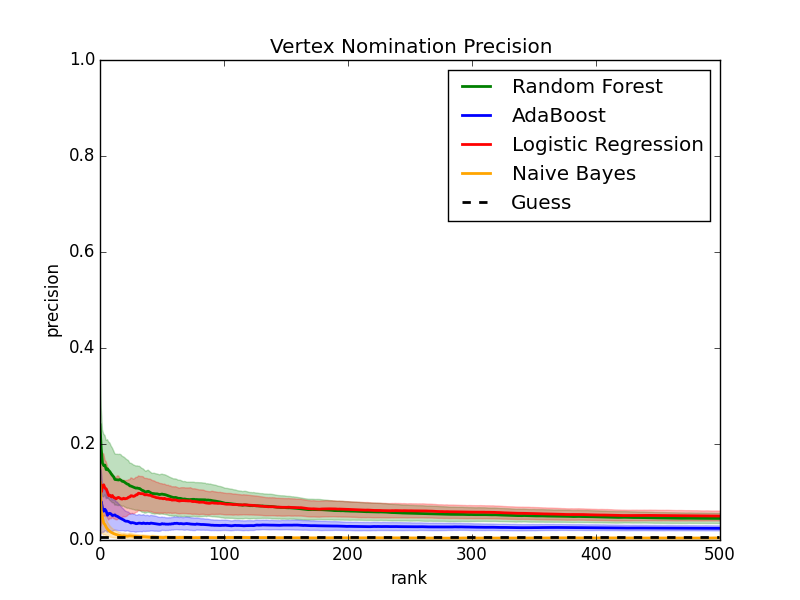 Vertex Nomination Precision
1.0
0.8
0.6
0.4
0.2
0.0
precision
Random Forest
AdaBoost
Logistic Regression
Naive Bayes
Guess
0 100 200 300 400 500
rank